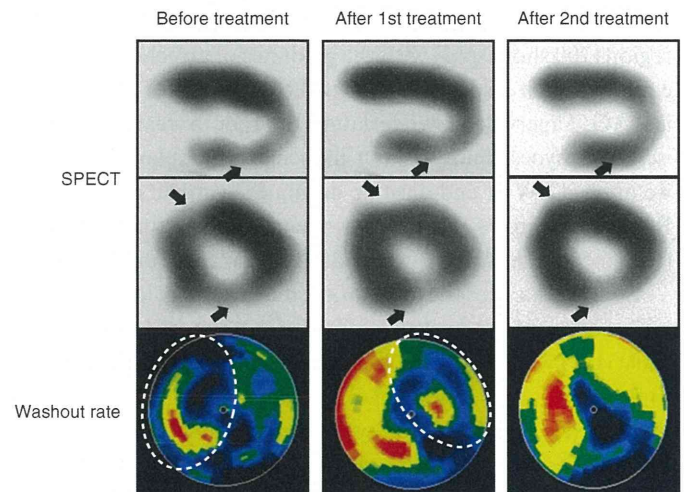 Before treatment
After 1st treatment
After 2nd treatment
SPECT
Washout rate